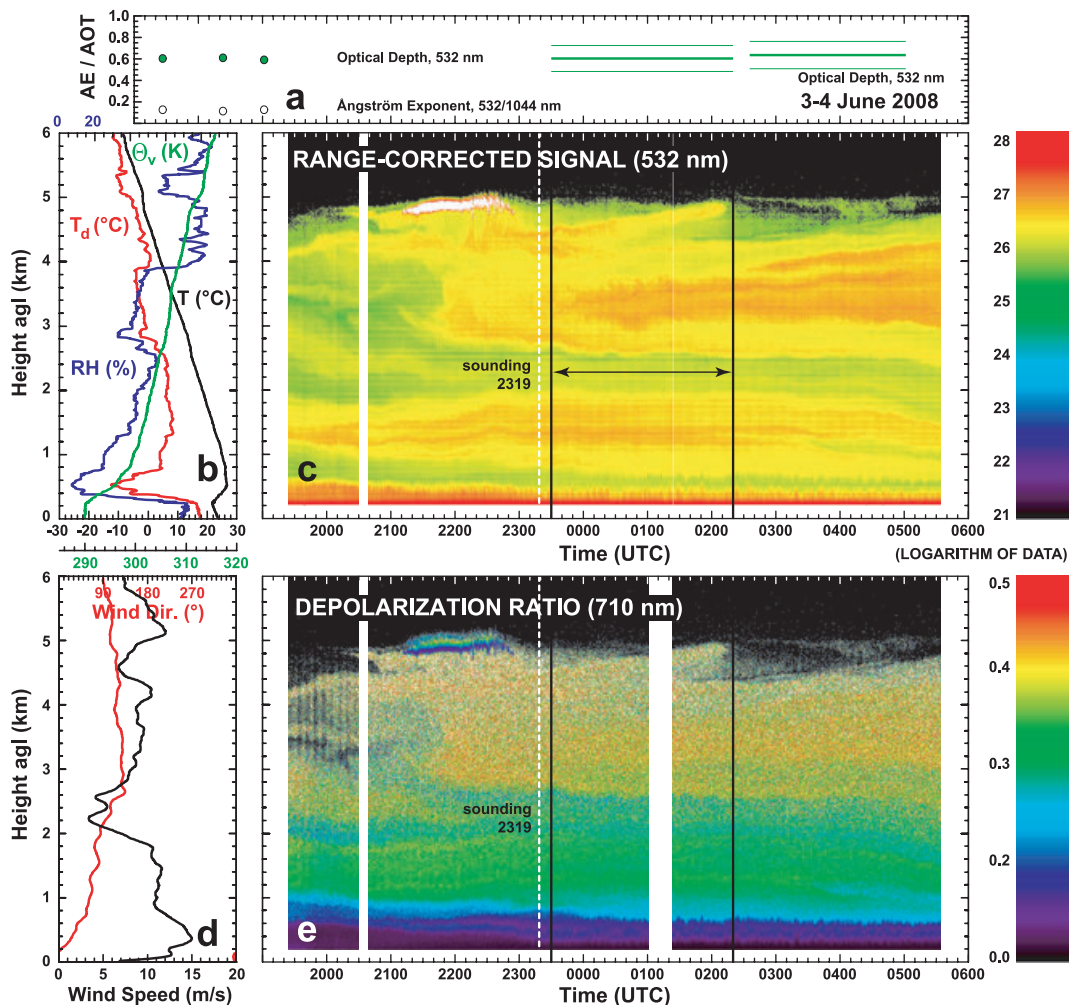 1.0
0.8
0.6
0.4
0.2
AE / AOT
Optical Depth, 532 nm
Ångström Exponent, 532/1044 nm
a
Optical Depth, 532 nm
3-4 June 2008
0 20
6
5
4
3
2
1
0
Height agl (km)
Θv (K)
Td (°C)
T (°C)
RH (%)
b
-30 -20 -10 0 10 20 30
290 300 310 320
RANGE-CORRECTED SIGNAL (532 nm)
sounding
2319
c
2000 2100 2200 2300 0000 0100 0200 0300 0400 0500 0600
Time (UTC)
28
27
26
25
24
23
22
21
(LOGARITHM OF DATA)
6
5
4
3
2
1
0
Height agl (km)
90 180 270
Wind Dir. (°)
d
0 5 10 15 20
Wind Speed (m/s)
DEPOLARIZATION RATIO (710 nm)
sounding
2319
e
2000 2100 2200 2300 0000 0100 0200 0300 0400 0500 0600
Time (UTC)
0.5
0.4
0.3
0.2
0.1
0.0